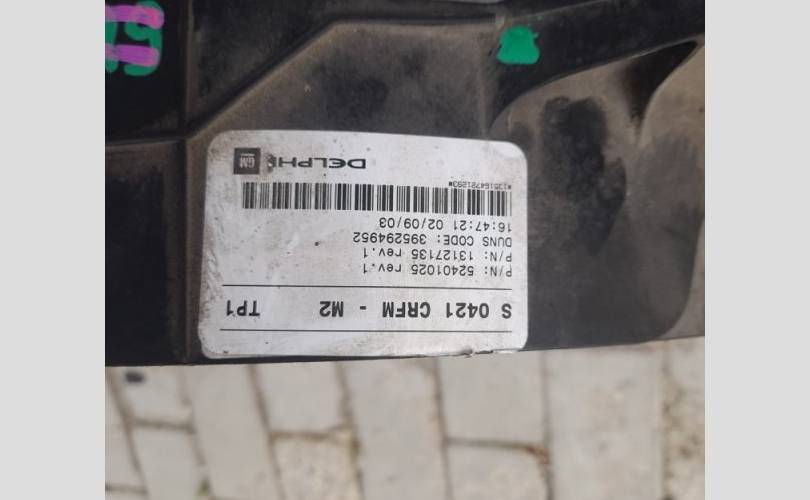 S 0421 CRFM - M2 TP1
P/N: 52401025 rev.1
P/N: 13127135 rev.1
DUNS CODE: 395294952
16:47:21 02/09/03
DELPHI GM